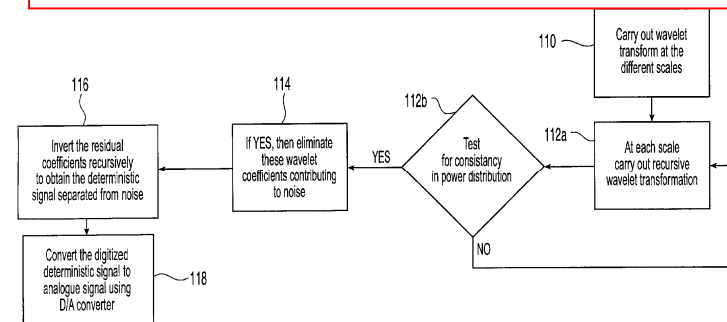 110
Carry out wavelet
transform at the
different scales
112a
At each scale
carry out recursive
wavelet transformation
112b
Test
for consistancy
in power distribution
YES
NO
114
If YES, then eliminate
these wavelet
coefficients contributing
to noise
116
Invert the residual
coefficients recursively
to obtain the deterministic
signal separated from noise
Convert the digitized
deterministic signal to
analogue signal using
D/A converter
118